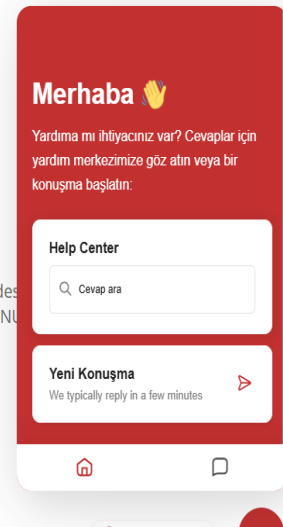 Merhaba 👋
Yardıma mı ihtiyacınız var? Cevaplar için
yardım merkezimize göz atın veya bir
konuşma başlatın:
Help Center
Cevap ara
Yeni Konuşma
We typically reply in a few minutes